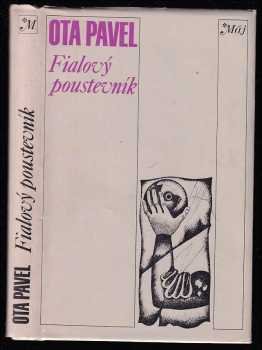 *M
OTA PAVEL
Fialový poustevník
OTA PAVEL
Fialový
poustevník
*Máj